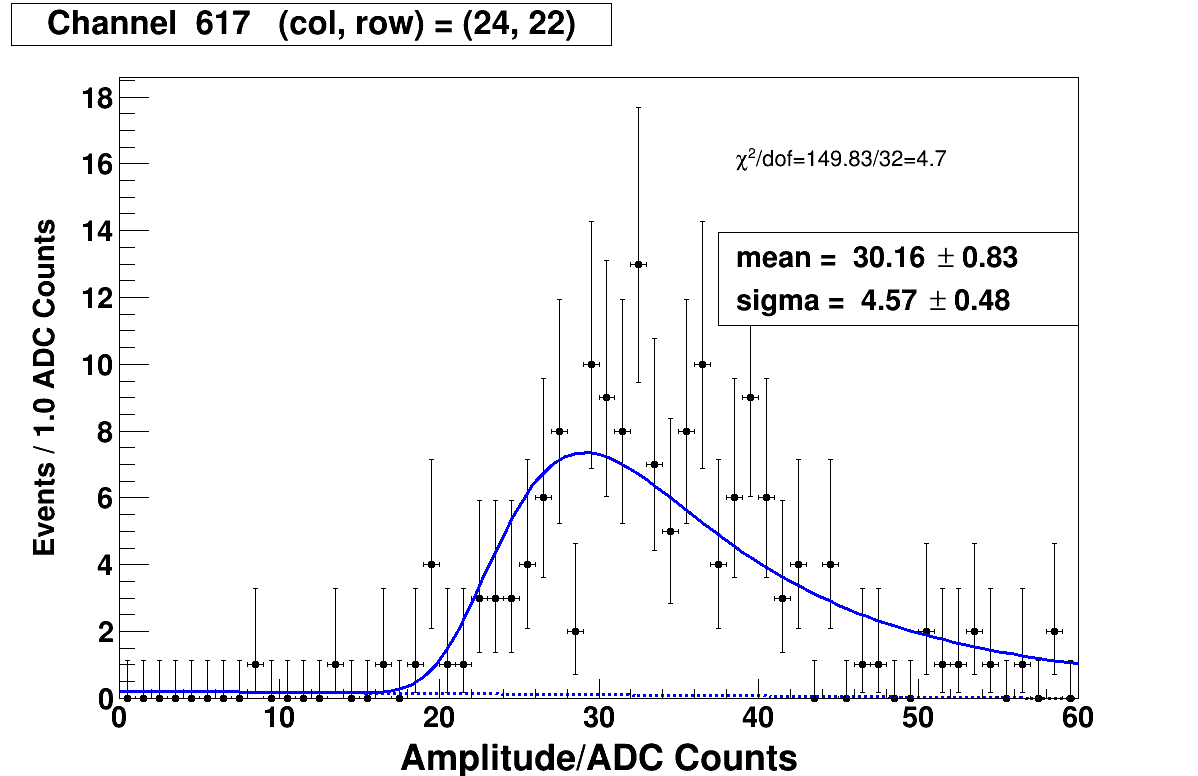 Channel 617 (col, row) = (24, 22)
18
16
14
12
10
8
6
4
2
0
Events / 1.0 ADC Counts
χ²/dof=149.83/32=4.7
mean = 30.16 ± 0.83
sigma = 4.57 ± 0.48
0 10 20 30 40 50 60
Amplitude/ADC Counts